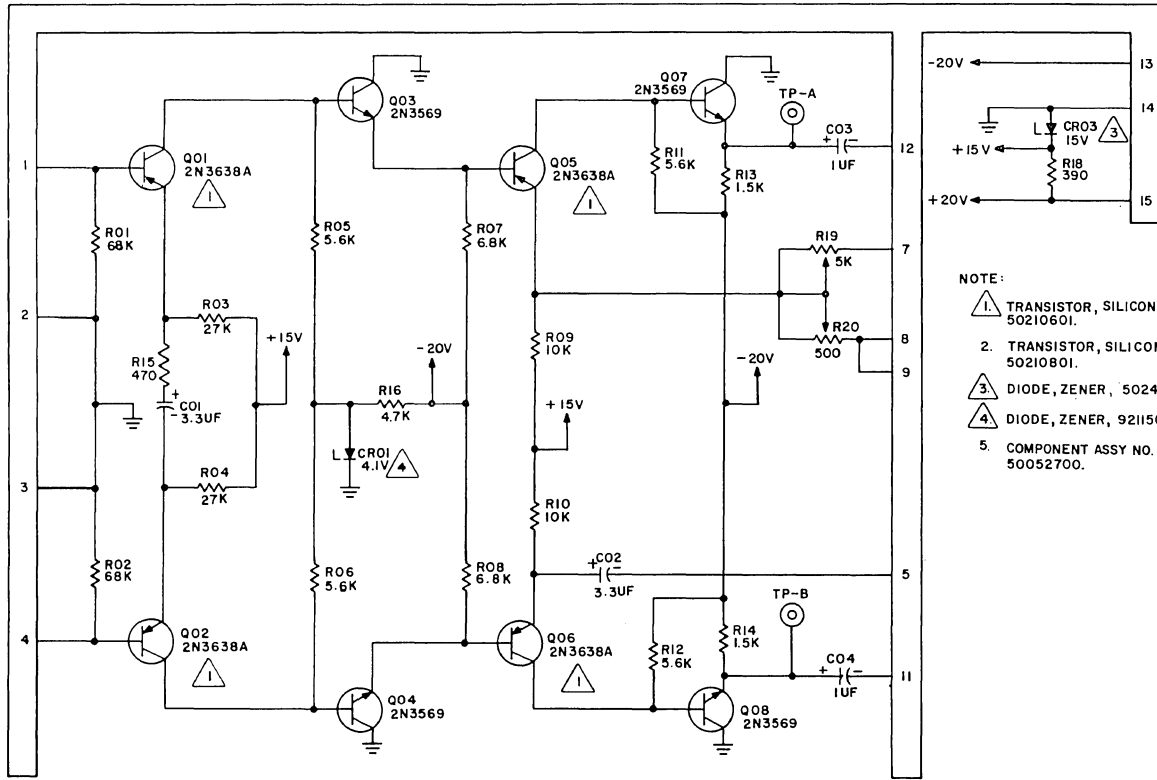 Q03
2N3569
Q07
2N3569
TP-A
C03
+ -
1UF
12
Q01
2N3638A
1
1
R01
68K
R05
5.6K
R07
6.8K
Q05
2N3638A
1
R11
5.6K
R13
1.5K
R19
5K
7
2
R03
27K
+15V
R15
470
C01
+
-
3.3UF
R04
27K
3
-20V
R16
4.7K
L CR01
4.1V
4
R09
10K
+15V
R10
10K
R20
500
8
9
-20V
R02
68K
R06
5.6K
R08
6.8K
C02
+ -
3.3UF
5
TP-B
4
Q02
2N3638A
1
Q04
2N3569
Q06
2N3638A
1
R12
5.6K
R14
1.5K
C04
+ -
1UF
11
Q08
2N3569
-20V
13
14
L CR03
15V
3
+15V
R18
390
+20V
15
NOTE:
1. TRANSISTOR, SILICON
50210601.
2. TRANSISTOR, SILICON
50210801.
3. DIODE, ZENER, 5024
4. DIODE, ZENER, 92115
5. COMPONENT ASSY NO.
50052700.